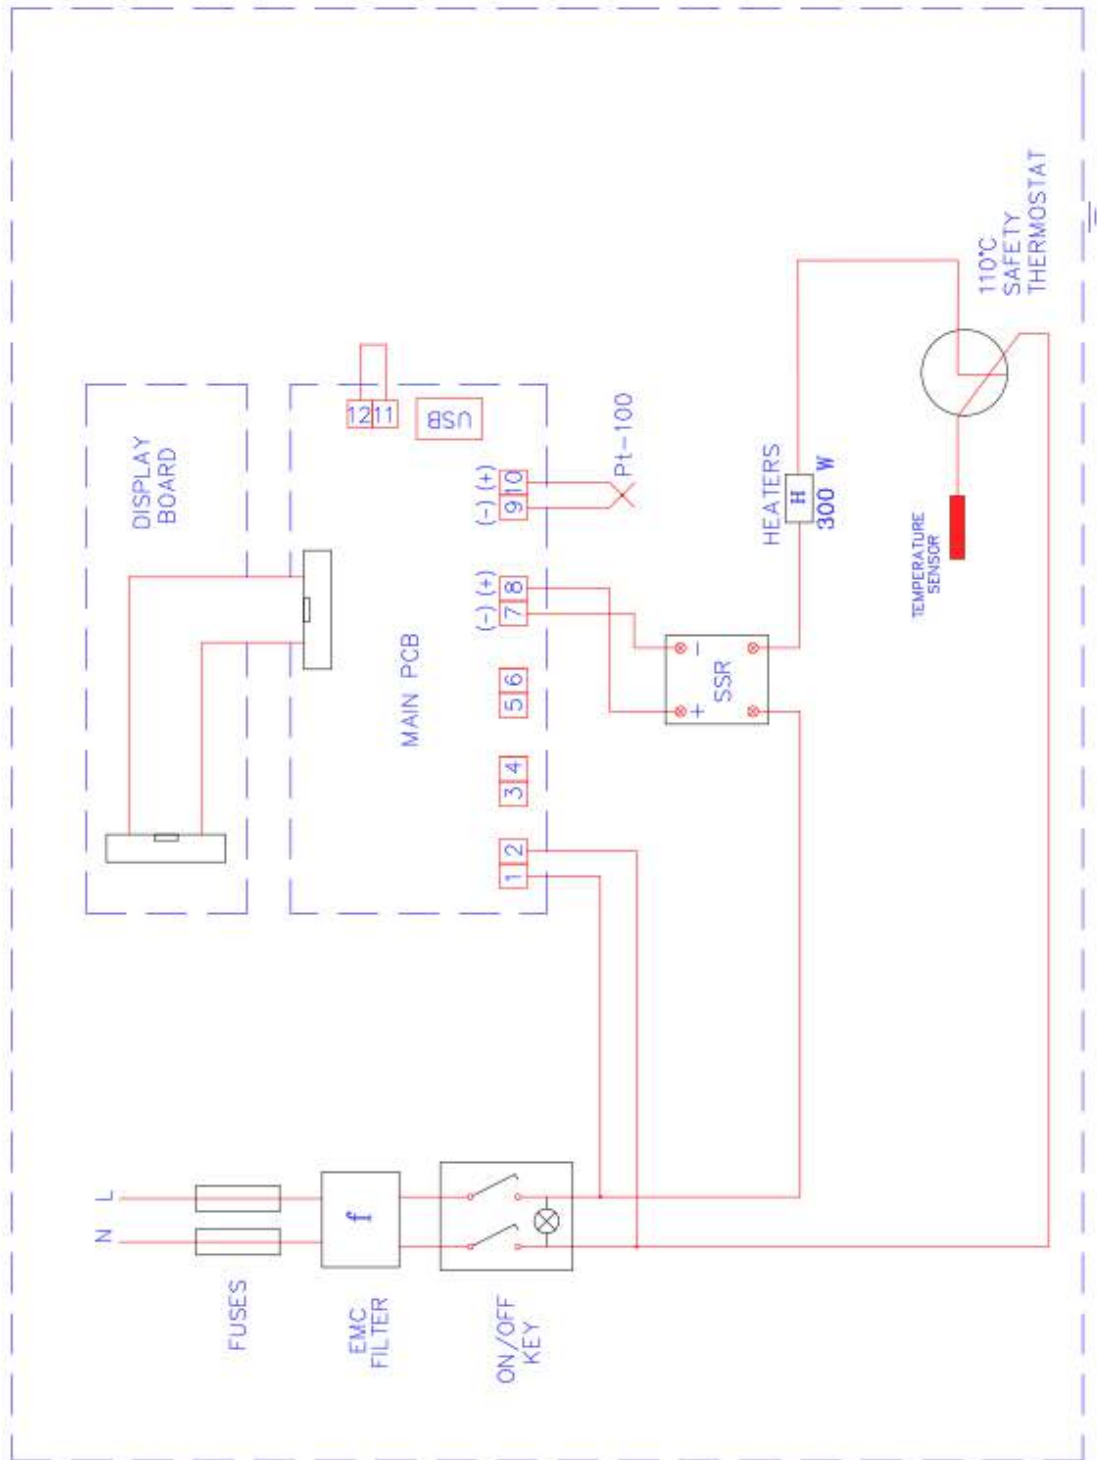 DISPLAY
BOARD
MAIN PCB
12 11
USB
(-) (+)
1 2
3 4
5 6
7 8
(-) (+)
9 10
Pt-100
N
L
FUSES
EMC
FILTER
f
ON/OFF
KEY
+
-
SSR
HEATERS
H
300 W
TEMPERATURE
SENSOR
110°C
SAFETY
THERMOSTAT